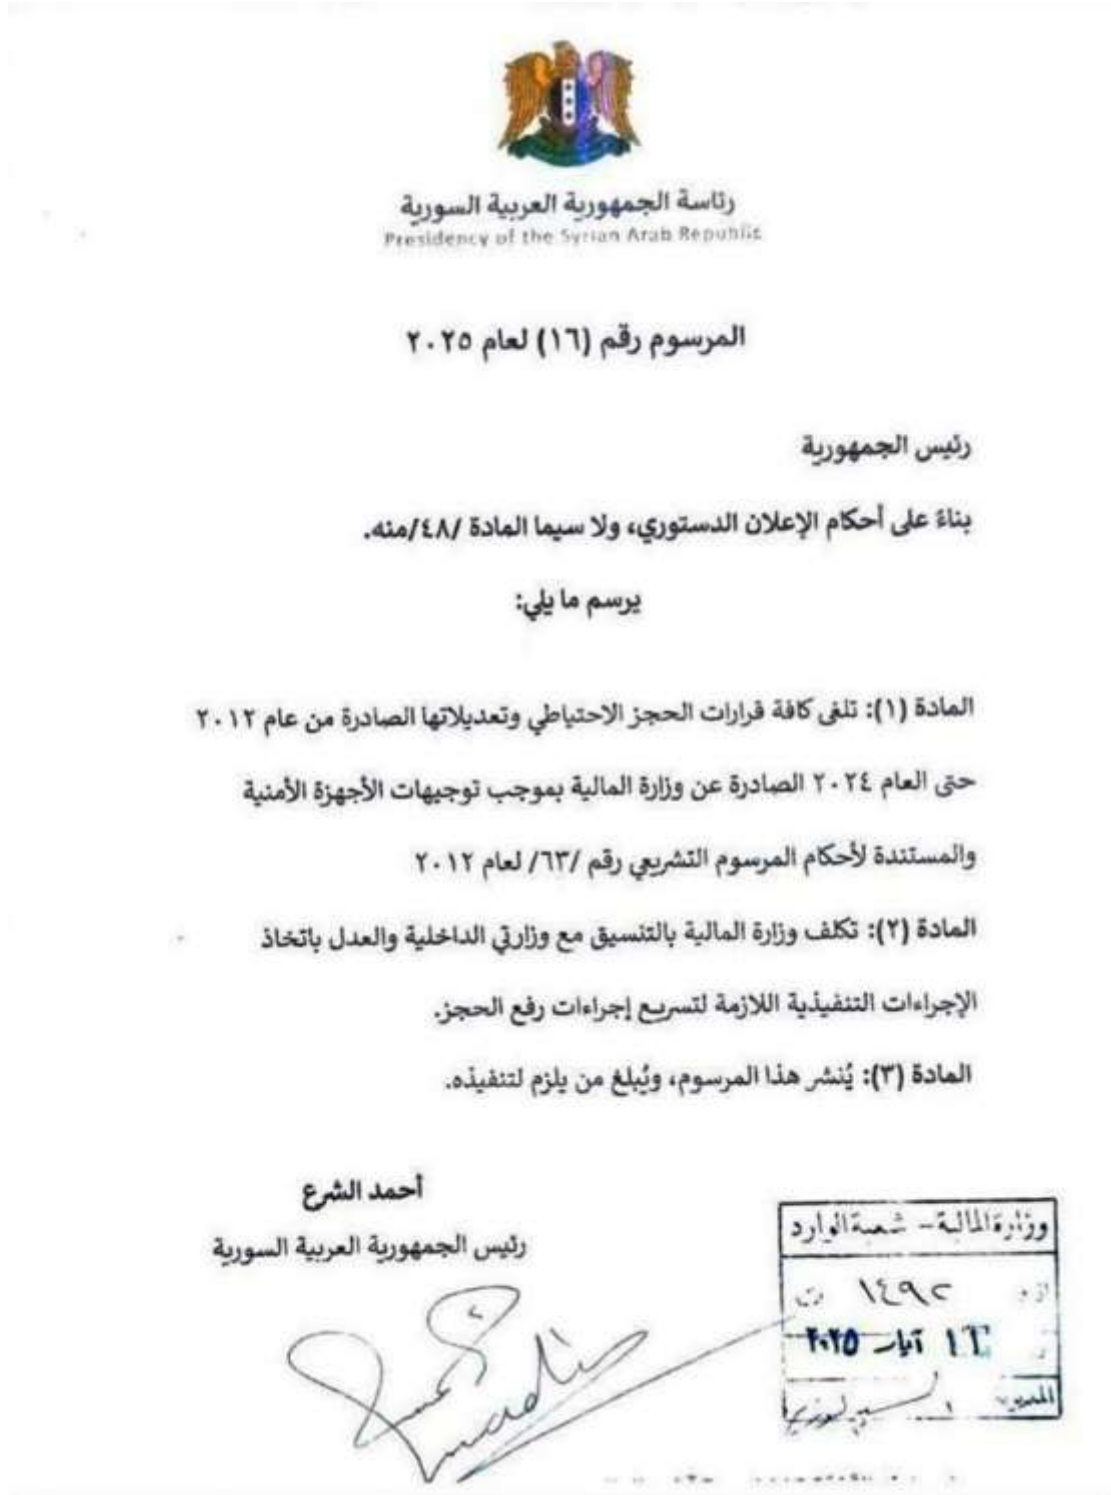 رئاسة الجمهورية العربية السورية
Presidency of the Syrian Arab Republic
المرسوم رقم (١٦) لعام ٢٠٢٥
رئيس الجمهورية
بناءً على أحكام الإعلان الدستوري، ولا سيما المادة /٤٨/منه.
يرسم ما يلي:
المادة (١): تلغى كافة قرارات الحجز الاحتياطي وتعديلاتها الصادرة من عام ٢٠١٢
حتى العام ٢٠٢٤ الصادرة عن وزارة المالية بموجب توجيهات الأجهزة الأمنية
والمستندة لأحكام المرسوم التشريعي رقم /٦٣/ لعام ٢٠١٢
المادة (٢): تكلف وزارة المالية بالتنسيق مع وزارتي الداخلية والعدل باتخاذ
الإجراءات التنفيذية اللازمة لتسريع إجراءات رفع الحجز.
المادة (٣): يُنشر هذا المرسوم، ويُبلغ من يلزم لتنفيذه.
أحمد الشرع
رئيس الجمهورية العربية السورية
وزارة المالية - شعبة الوارد
١٤٩٢
١٦ آيار ٢٠٢٥
السيد الوزير